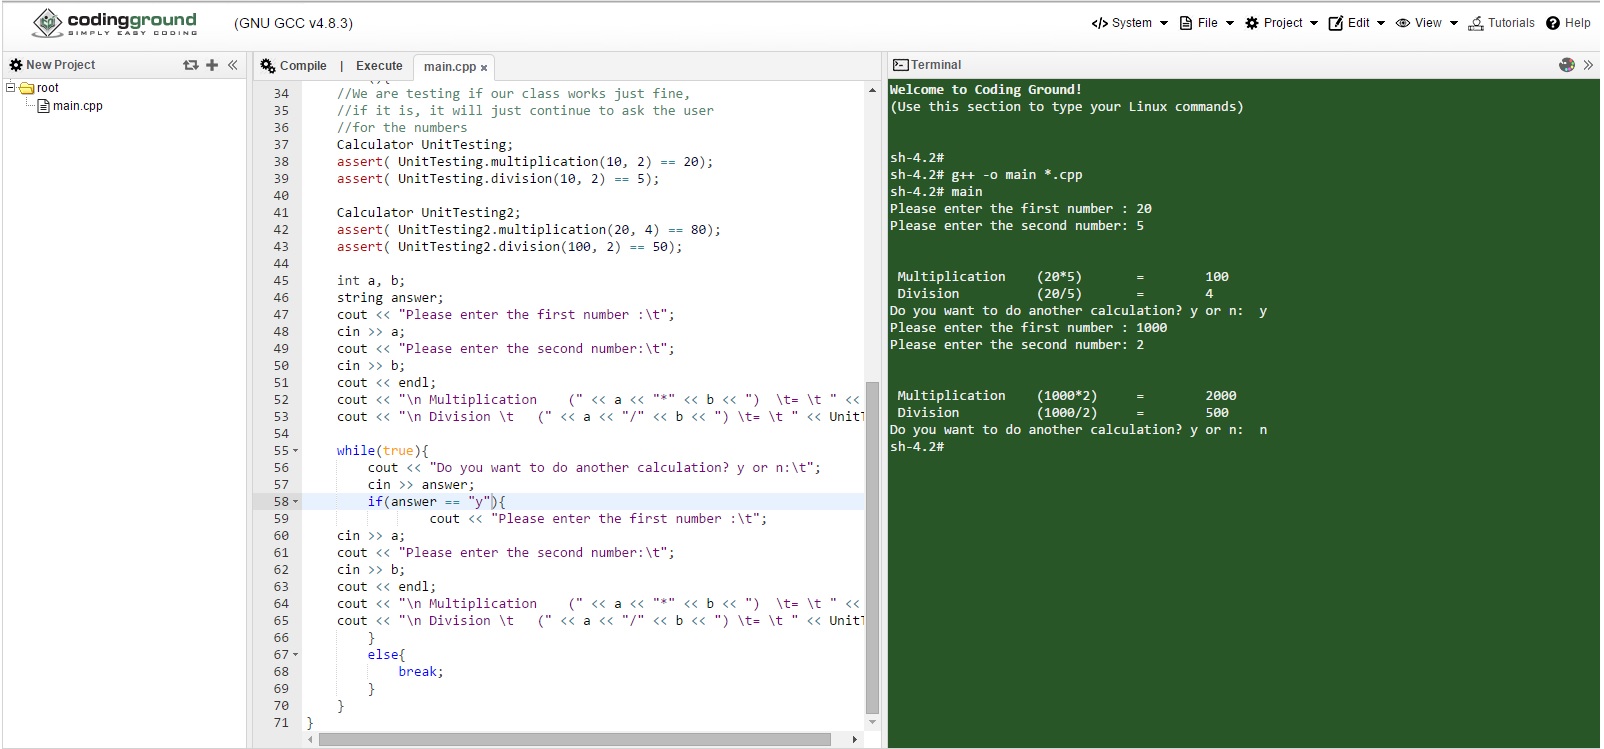 codingground
SIMPLY EASY CODING
(GNU GCC v4.8.3)
</> System File Project Edit View Tutorials Help
New Project
root
main.cpp
Compile | Execute main.cpp x
34 //We are testing if our class works just fine,
35 //if it is, it will just continue to ask the user
36 //for the numbers
37 Calculator UnitTesting;
38 assert( UnitTesting.multiplication(10, 2) == 20);
39 assert( UnitTesting.division(10, 2) == 5);
40
41 Calculator UnitTesting2;
42 assert( UnitTesting2.multiplication(20, 4) == 80);
43 assert( UnitTesting2.division(100, 2) == 50);
44
45 int a, b;
46 string answer;
47 cout << "Please enter the first number :\t";
48 cin >> a;
49 cout << "Please enter the second number:\t";
50 cin >> b;
51 cout << endl;
52 cout << "\n Multiplication    (" << a << "*" << b << ")  \t= \t " <<
53 cout << "\n Division \t   (" << a << "/" << b << ") \t= \t " << UnitT
54
55 while(true){
56 cout << "Do you want to do another calculation? y or n:\t";
57 cin >> answer;
58 if(answer == "y"){
59 cout << "Please enter the first number :\t";
60 cin >> a;
61 cout << "Please enter the second number:\t";
62 cin >> b;
63 cout << endl;
64 cout << "\n Multiplication    (" << a << "*" << b << ")  \t= \t " <<
65 cout << "\n Division \t   (" << a << "/" << b << ") \t= \t " << UnitT
66 }
67 else{
68 break;
69 }
70 }
71 }
Terminal
Welcome to Coding Ground!
(Use this section to type your Linux commands)
sh-4.2#
sh-4.2# g++ -o main *.cpp
sh-4.2# main
Please enter the first number : 20
Please enter the second number: 5
Multiplication (20*5) = 100
Division (20/5) = 4
Do you want to do another calculation? y or n: y
Please enter the first number : 1000
Please enter the second number: 2
Multiplication (1000*2) = 2000
Division (1000/2) = 500
Do you want to do another calculation? y or n: n
sh-4.2#